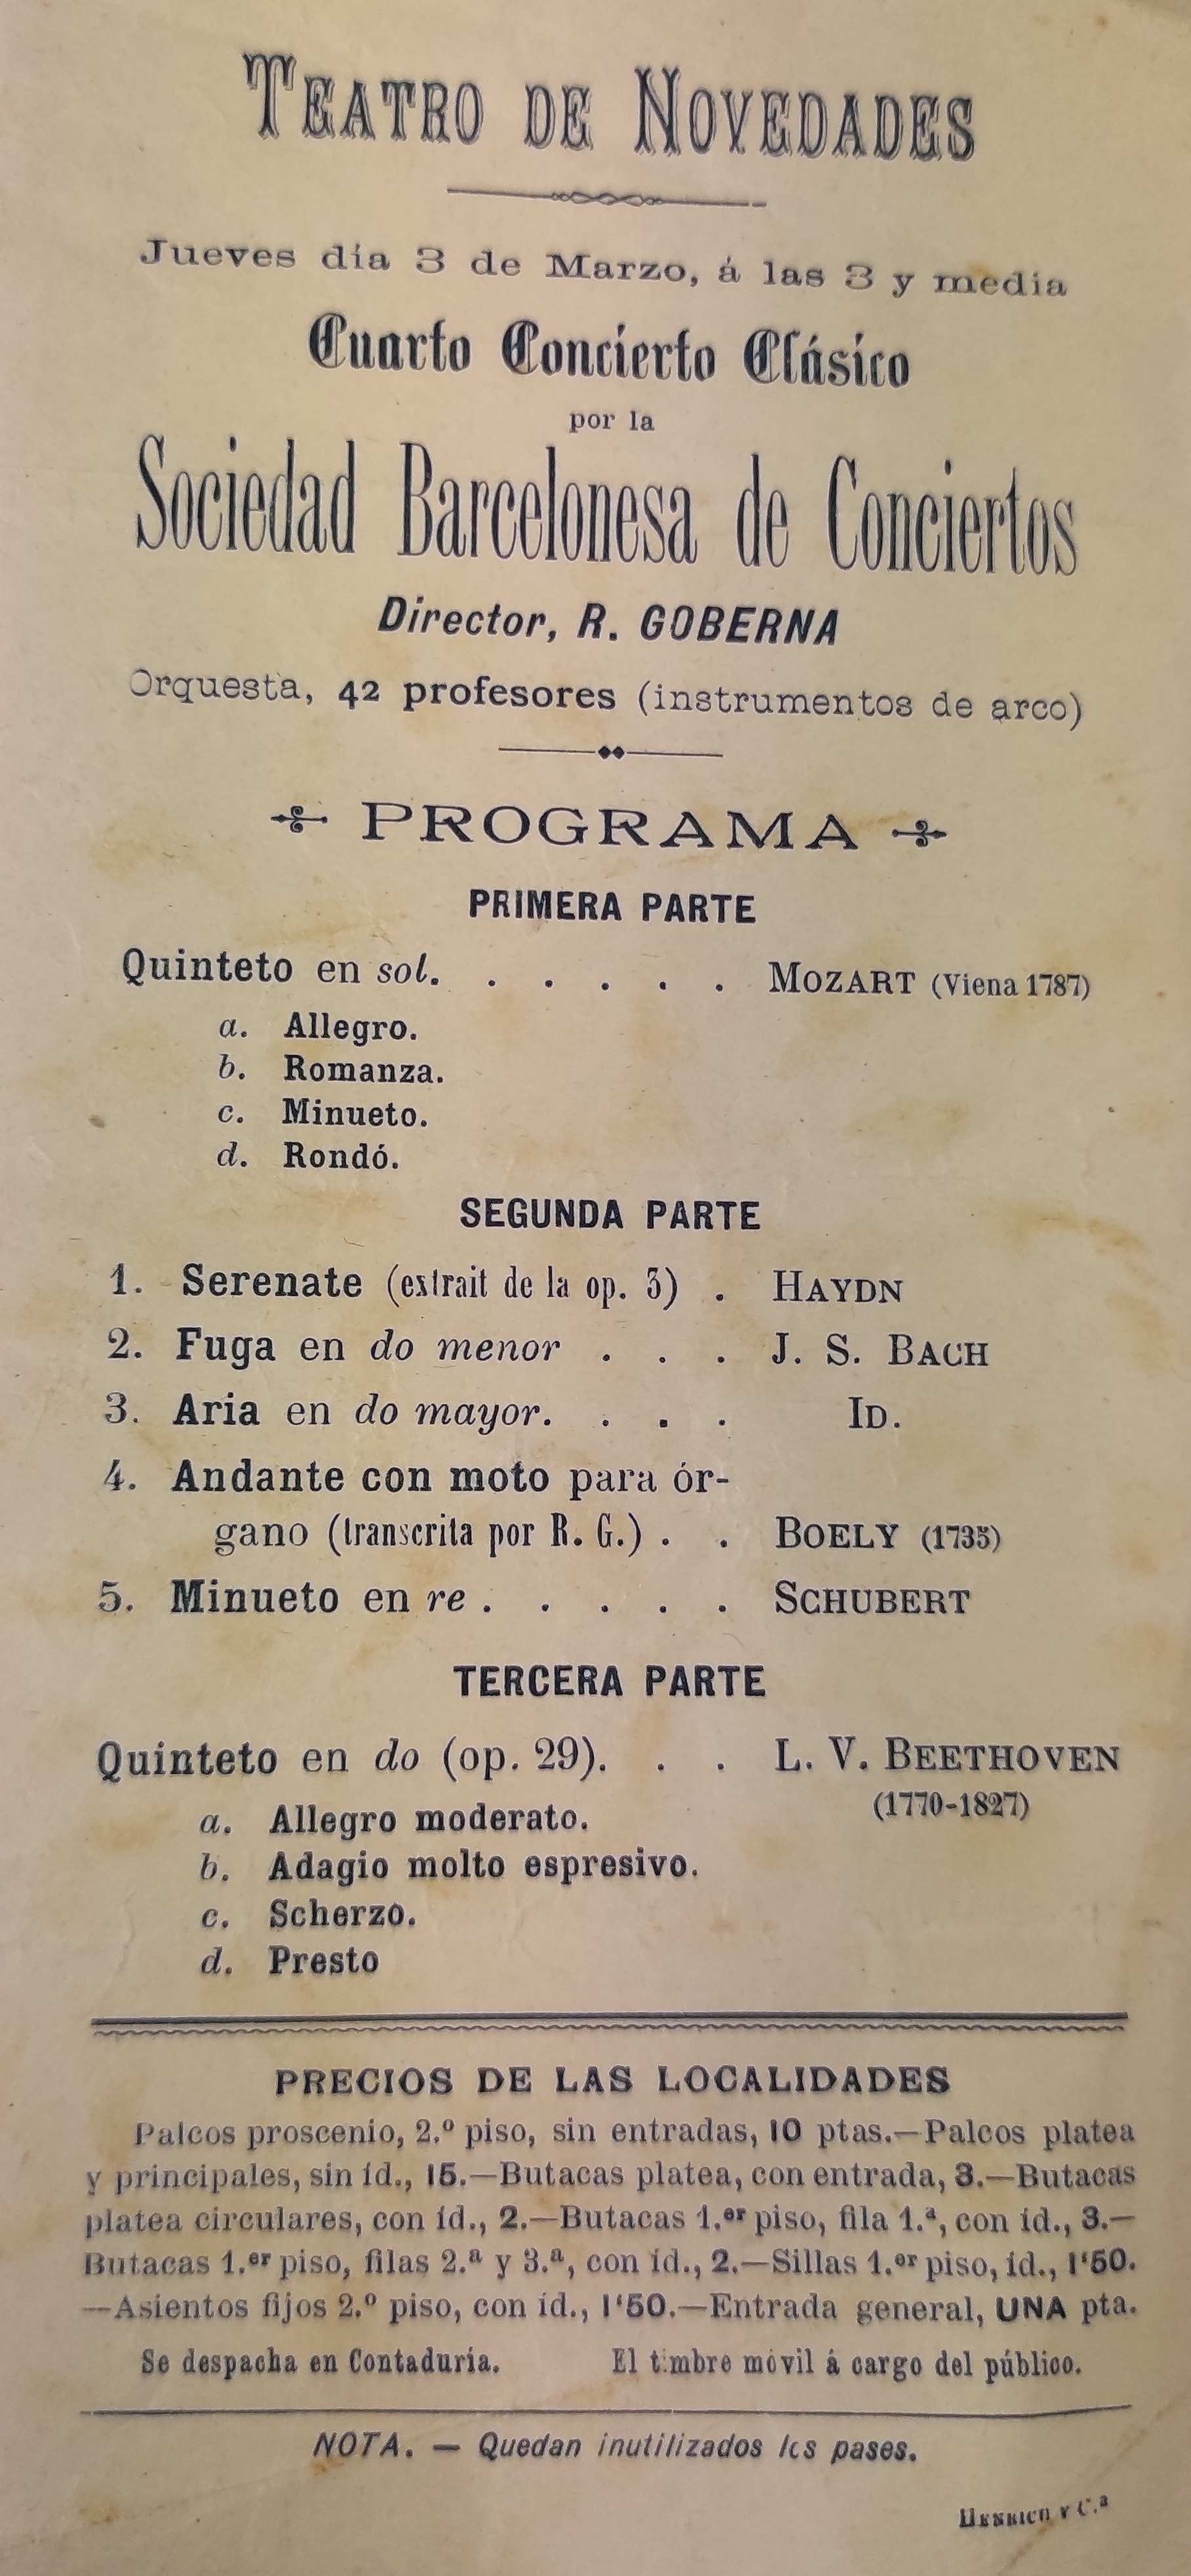 TEATRO DE NOVEDADES
Jueves día 3 de Marzo, á las 3 y media
Cuarto Concierto Clásico
por la
Sociedad Barcelonesa de Conciertos
Director, R. GOBERNA
Orquesta, 42 profesores (instrumentos de arco)
PROGRAMA
PRIMERA PARTE
Quinteto en sol. . . . . . MOZART (Viena 1787)
a. Allegro.
b. Romanza.
c. Minueto.
d. Rondó.
SEGUNDA PARTE
1. Serenate (extrait de la op. 3) . HAYDN
2. Fuga en do menor . . . J. S. BACH
3. Aria en do mayor. . . . ID.
4. Andante con moto para ór-
gano (transcrita por R. G.) . . BOELY (1735)
5. Minueto en re . . . . . SCHUBERT
TERCERA PARTE
Quinteto en do (op. 29). . . L. V. BEETHOVEN
(1770-1827)
a. Allegro moderato.
b. Adagio molto espresivo.
c. Scherzo.
d. Presto
PRECIOS DE LAS LOCALIDADES
Palcos proscenio, 2.º piso, sin entradas, 10 ptas.—Palcos platea
y principales, sin íd., 15.—Butacas platea, con entrada, 3.—Butacas
platea circulares, con íd., 2.—Butacas 1.er piso, fila 1.ª, con íd., 3.—
Butacas 1.er piso, filas 2.ª y 3.ª, con íd., 2.—Sillas 1.er piso, íd., 1'50.
—Asientos fijos 2.º piso, con íd., 1'50.—Entrada general, UNA pta.
Se despacha en Contaduría. El timbre móvil á cargo del público.
NOTA. — Quedan inutilizados los pases.
HENRICH Y C.ª